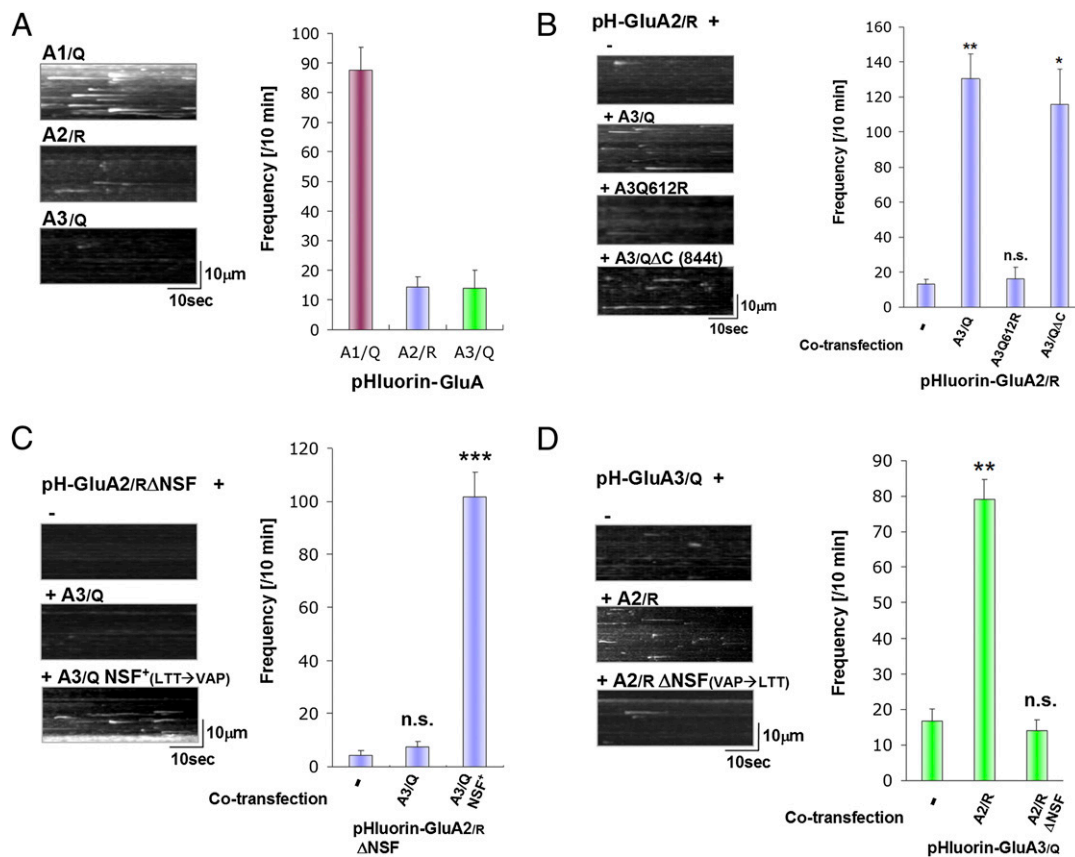 A
A1/Q
A2/R
A3/Q
10μm
10sec
Frequency [/10 min]
100
90
80
70
60
50
40
30
20
10
0
A1/Q A2/R A3/Q
pHluorin-GluA
B
pH-GluA2/R +
-
+ A3/Q
+ A3Q612R
+ A3/QΔC (844t)
10μm
10sec
Frequency [/10 min]
160
140
120
100
80
60
40
20
0
**
n.s.
*
Co-transfection
- A3/Q A3Q612R A3/QΔC
pHluorin-GluA2/R
C
pH-GluA2/RΔNSF +
-
+ A3/Q
+ A3/Q NSF⁺(LTT→VAP)
10μm
10sec
Frequency [/10 min]
120
100
80
60
40
20
0
n.s.
***
Co-transfection
- A3/Q A3/Q NSF⁺
pHluorin-GluA2/R
ΔNSF
D
pH-GluA3/Q +
-
+ A2/R
+ A2/R ΔNSF(VAP→LTT)
10μm
10sec
Frequency [/10 min]
90
80
70
60
50
40
30
20
10
0
**
n.s.
Co-transfection
- A2/R A2/R ΔNSF
pHluorin-GluA3/Q